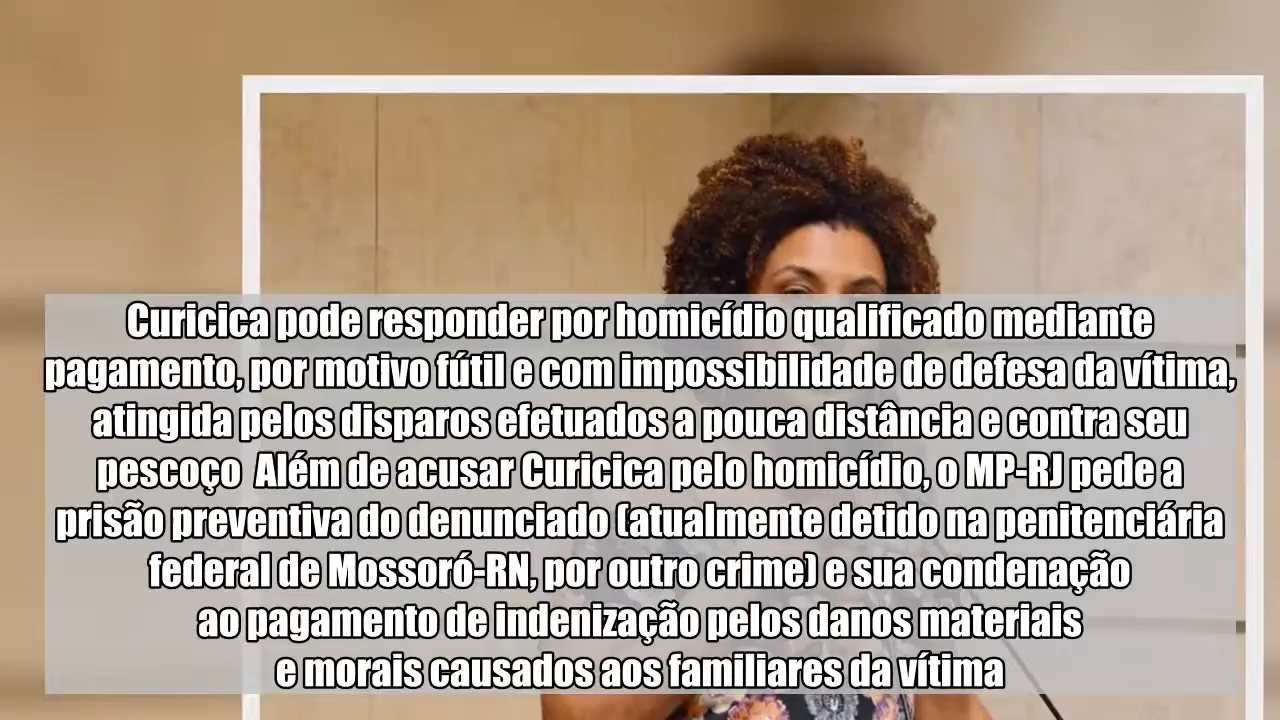 Curicica pode responder por homicídio qualificado mediante
pagamento, por motivo fútil e com impossibilidade de defesa da vítima,
atingida pelos disparos efetuados a pouca distância e contra seu
pescoço  Além de acusar Curicica pelo homicídio, o MP-RJ pede a
prisão preventiva do denunciado (atualmente detido na penitenciária
federal de Mossoró-RN, por outro crime) e sua condenação
ao pagamento de indenização pelos danos materiais
e morais causados aos familiares da vítima